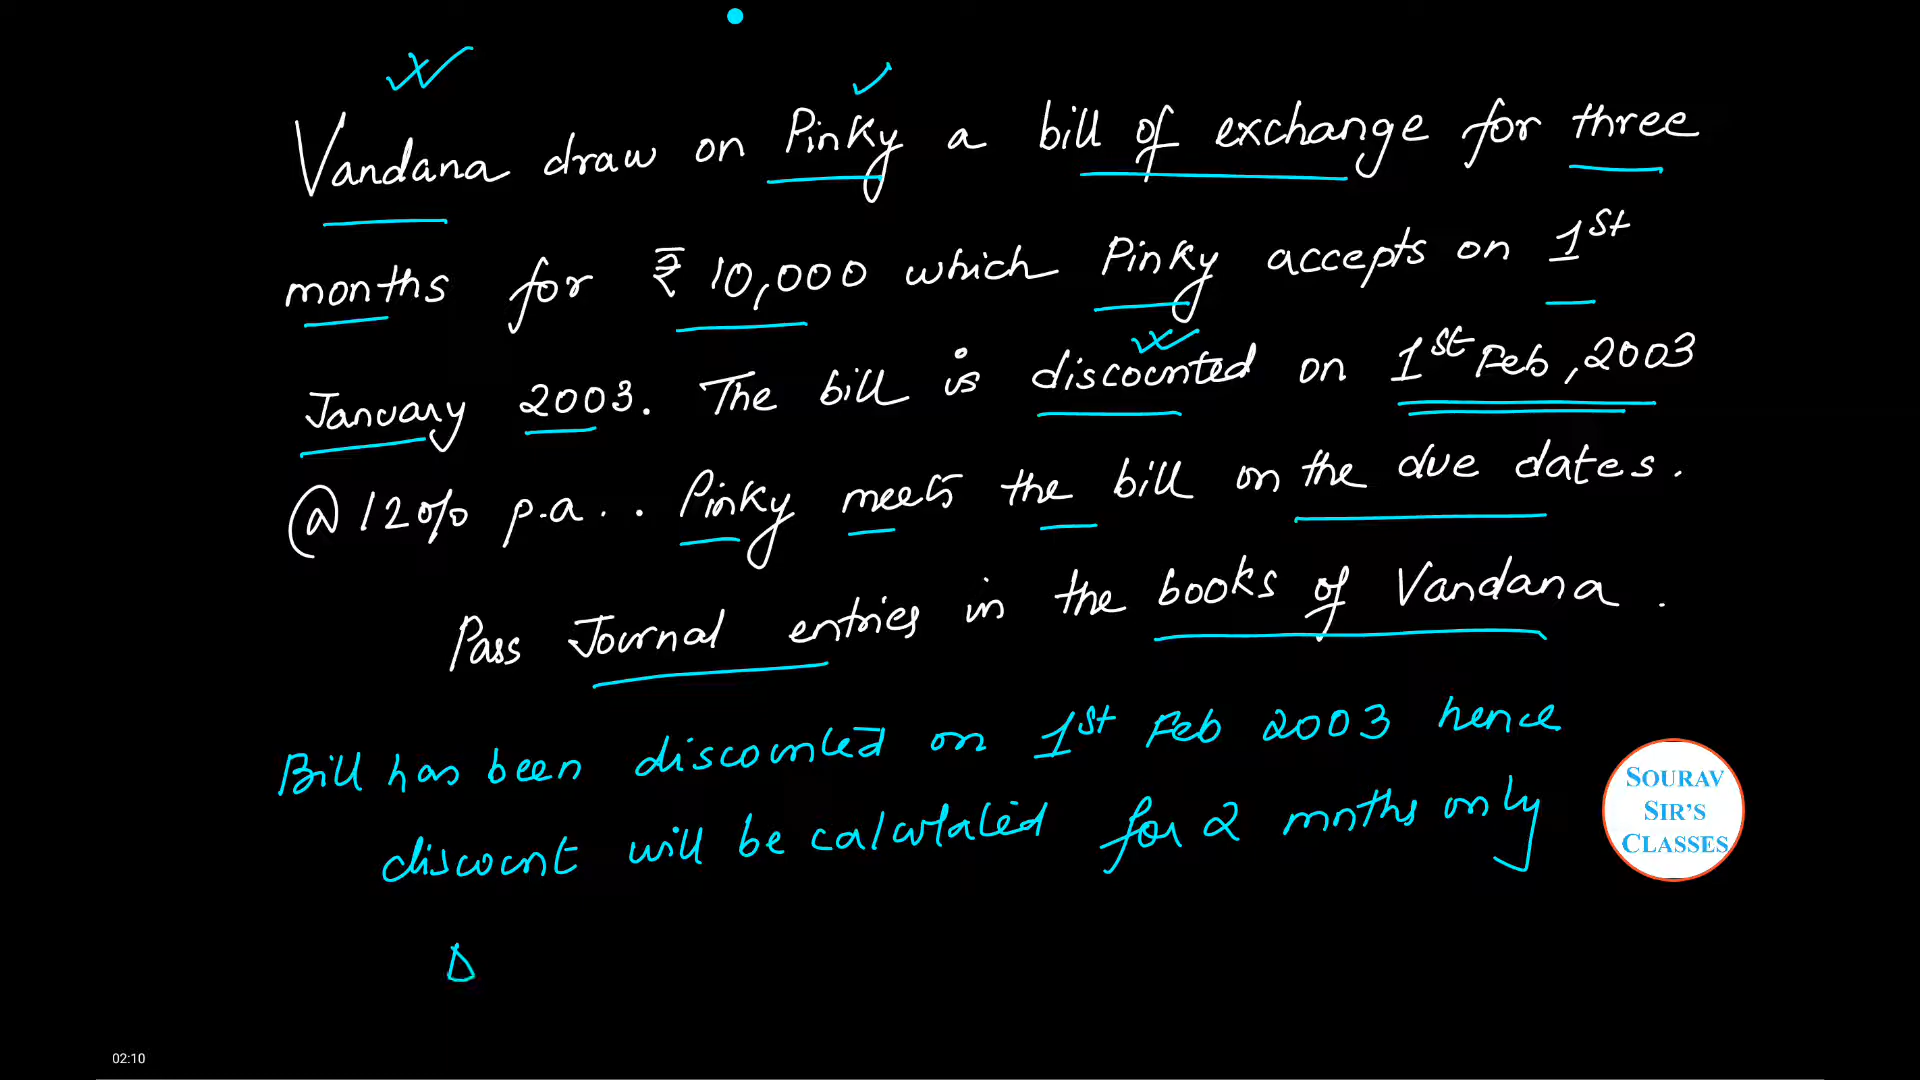 Vandana draw on Pinky a bill of exchange for three
months for ₹ 10,000 which Pinky accepts on 1st
January 2003. The bill is discounted on 1st Feb, 2003
@ 12% p.a... Pinky meets the bill on the due dates.
Pass Journal entries in the books of Vandana.
Bill has been discounted on 1st Feb 2003 hence
discount will be calculated for 2 mnths only
D
SOURAV
SIR'S
CLASSES
02:10